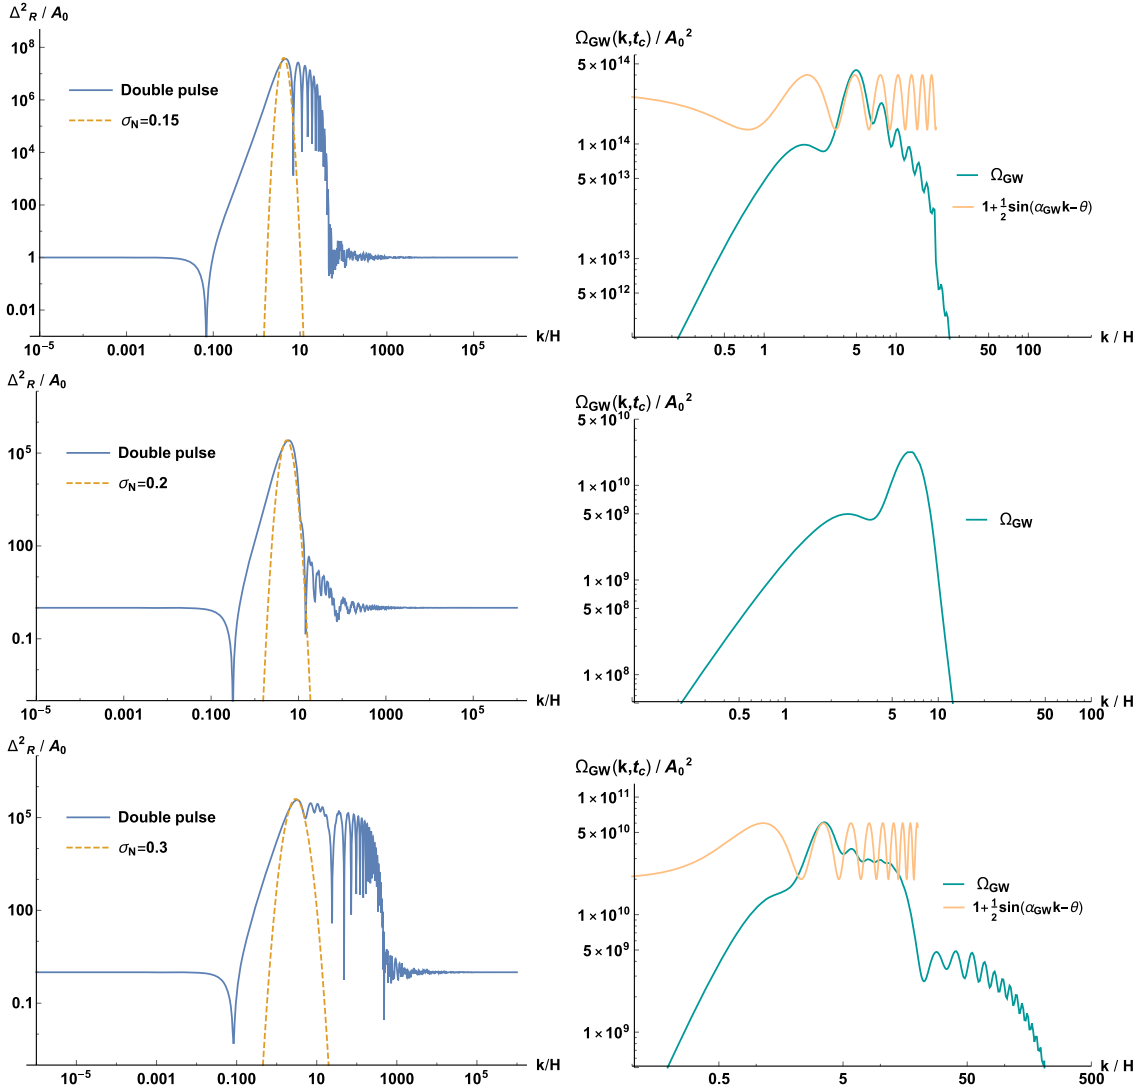 Δ²_R / A₀
10⁸
10⁶
10⁴
100
1
0.01
10⁻⁵
0.001
0.100
10
1000
10⁵
k/H
Double pulse
σ_N=0.15
Ω_GW(k,t_c) / A₀²
5×10¹⁴
1×10¹⁴
5×10¹³
1×10¹³
5×10¹²
0.5
1
5
10
50
100
k / H
Ω_GW
1+½sin(α_GW k−θ)
Δ²_R / A₀
10⁵
100
0.1
10⁻⁵
0.001
0.100
10
1000
10⁵
k/H
Double pulse
σ_N=0.2
Ω_GW(k,t_c) / A₀²
5×10¹⁰
1×10¹⁰
5×10⁹
1×10⁹
5×10⁸
1×10⁸
0.5
1
5
10
50
100
k / H
Ω_GW
Δ²_R / A₀
10⁵
100
0.1
10⁻⁵
0.001
0.100
10
1000
10⁵
k/H
Double pulse
σ_N=0.3
Ω_GW(k,t_c) / A₀²
1×10¹¹
5×10¹⁰
1×10¹⁰
5×10⁹
1×10⁹
0.5
5
50
500
k / H
Ω_GW
1+½sin(α_GW k−θ)